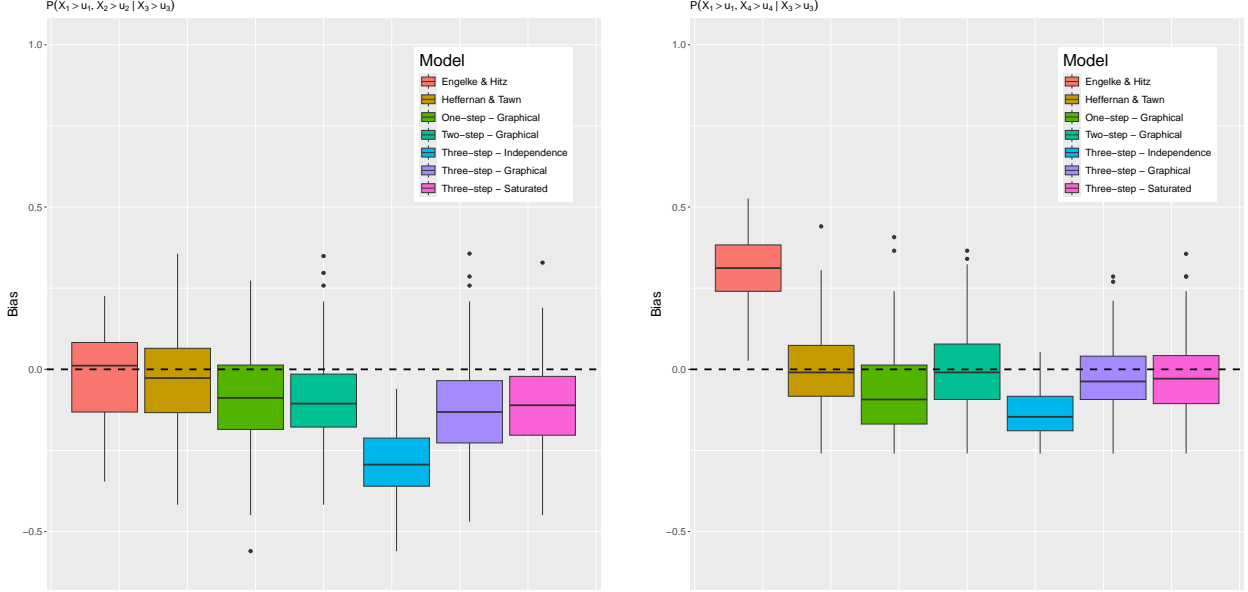 P(X₁ > u₁, X₂ > u₂ | X₃ > u₃)
1.0
0.5
0.0
−0.5
Bias
Model
Engelke & Hitz
Heffernan & Tawn
One−step − Graphical
Two−step − Graphical
Three−step − Independence
Three−step − Graphical
Three−step − Saturated
P(X₁ > u₁, X₄ > u₄ | X₃ > u₃)
1.0
0.5
0.0
−0.5
Bias
Model
Engelke & Hitz
Heffernan & Tawn
One−step − Graphical
Two−step − Graphical
Three−step − Independence
Three−step − Graphical
Three−step − Saturated